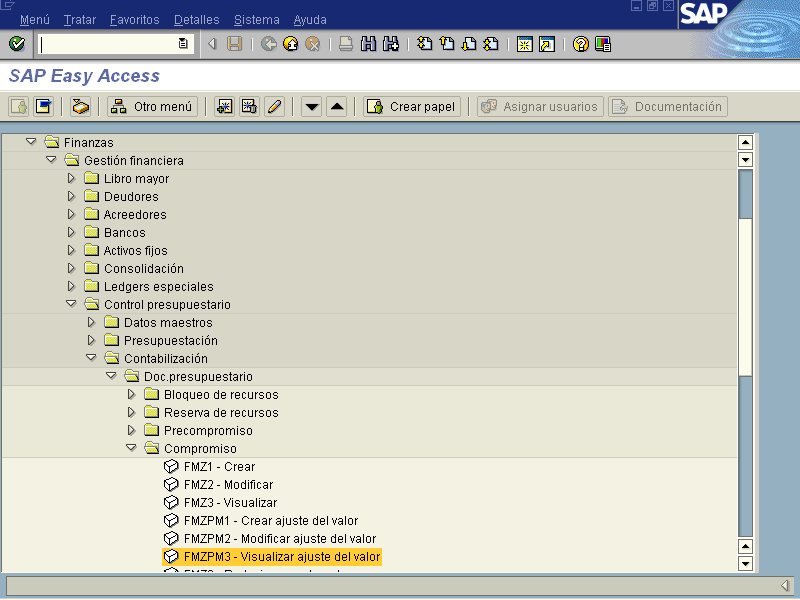 Menú Tratar Favoritos Detalles Sistema Ayuda
SAP
SAP Easy Access
Otro menú Crear papel Asignar usuarios Documentación
Finanzas
Gestión financiera
Libro mayor
Deudores
Acreedores
Bancos
Activos fijos
Consolidación
Ledgers especiales
Control presupuestario
Datos maestros
Presupuestación
Contabilización
Doc.presupuestario
Bloqueo de recursos
Reserva de recursos
Precompromiso
Compromiso
FMZ1 - Crear
FMZ2 - Modificar
FMZ3 - Visualizar
FMZPM1 - Crear ajuste del valor
FMZPM2 - Modificar ajuste del valor
FMZPM3 - Visualizar ajuste del valor